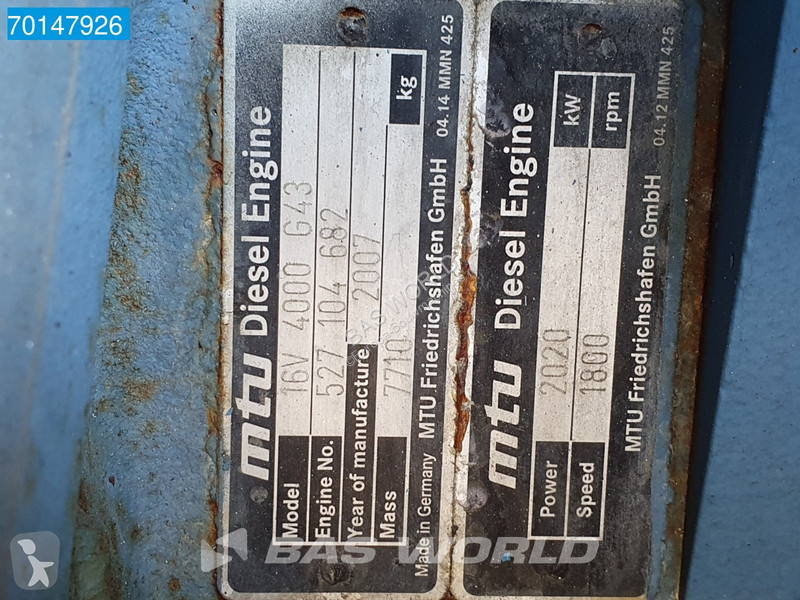 70147926
mtu Diesel Engine
Model 16V 4000 G43
Engine No. 527 104 682
Year of manufacture 2007
Mass 7710 kg
Made in Germany MTU Friedrichshafen GmbH 04.14 MMN 425
mtu Diesel Engine
Power 2020 kW
Speed 1800 rpm
MTU Friedrichshafen GmbH
04.12 MMN 425
BAS WORLD
BAS WORLD